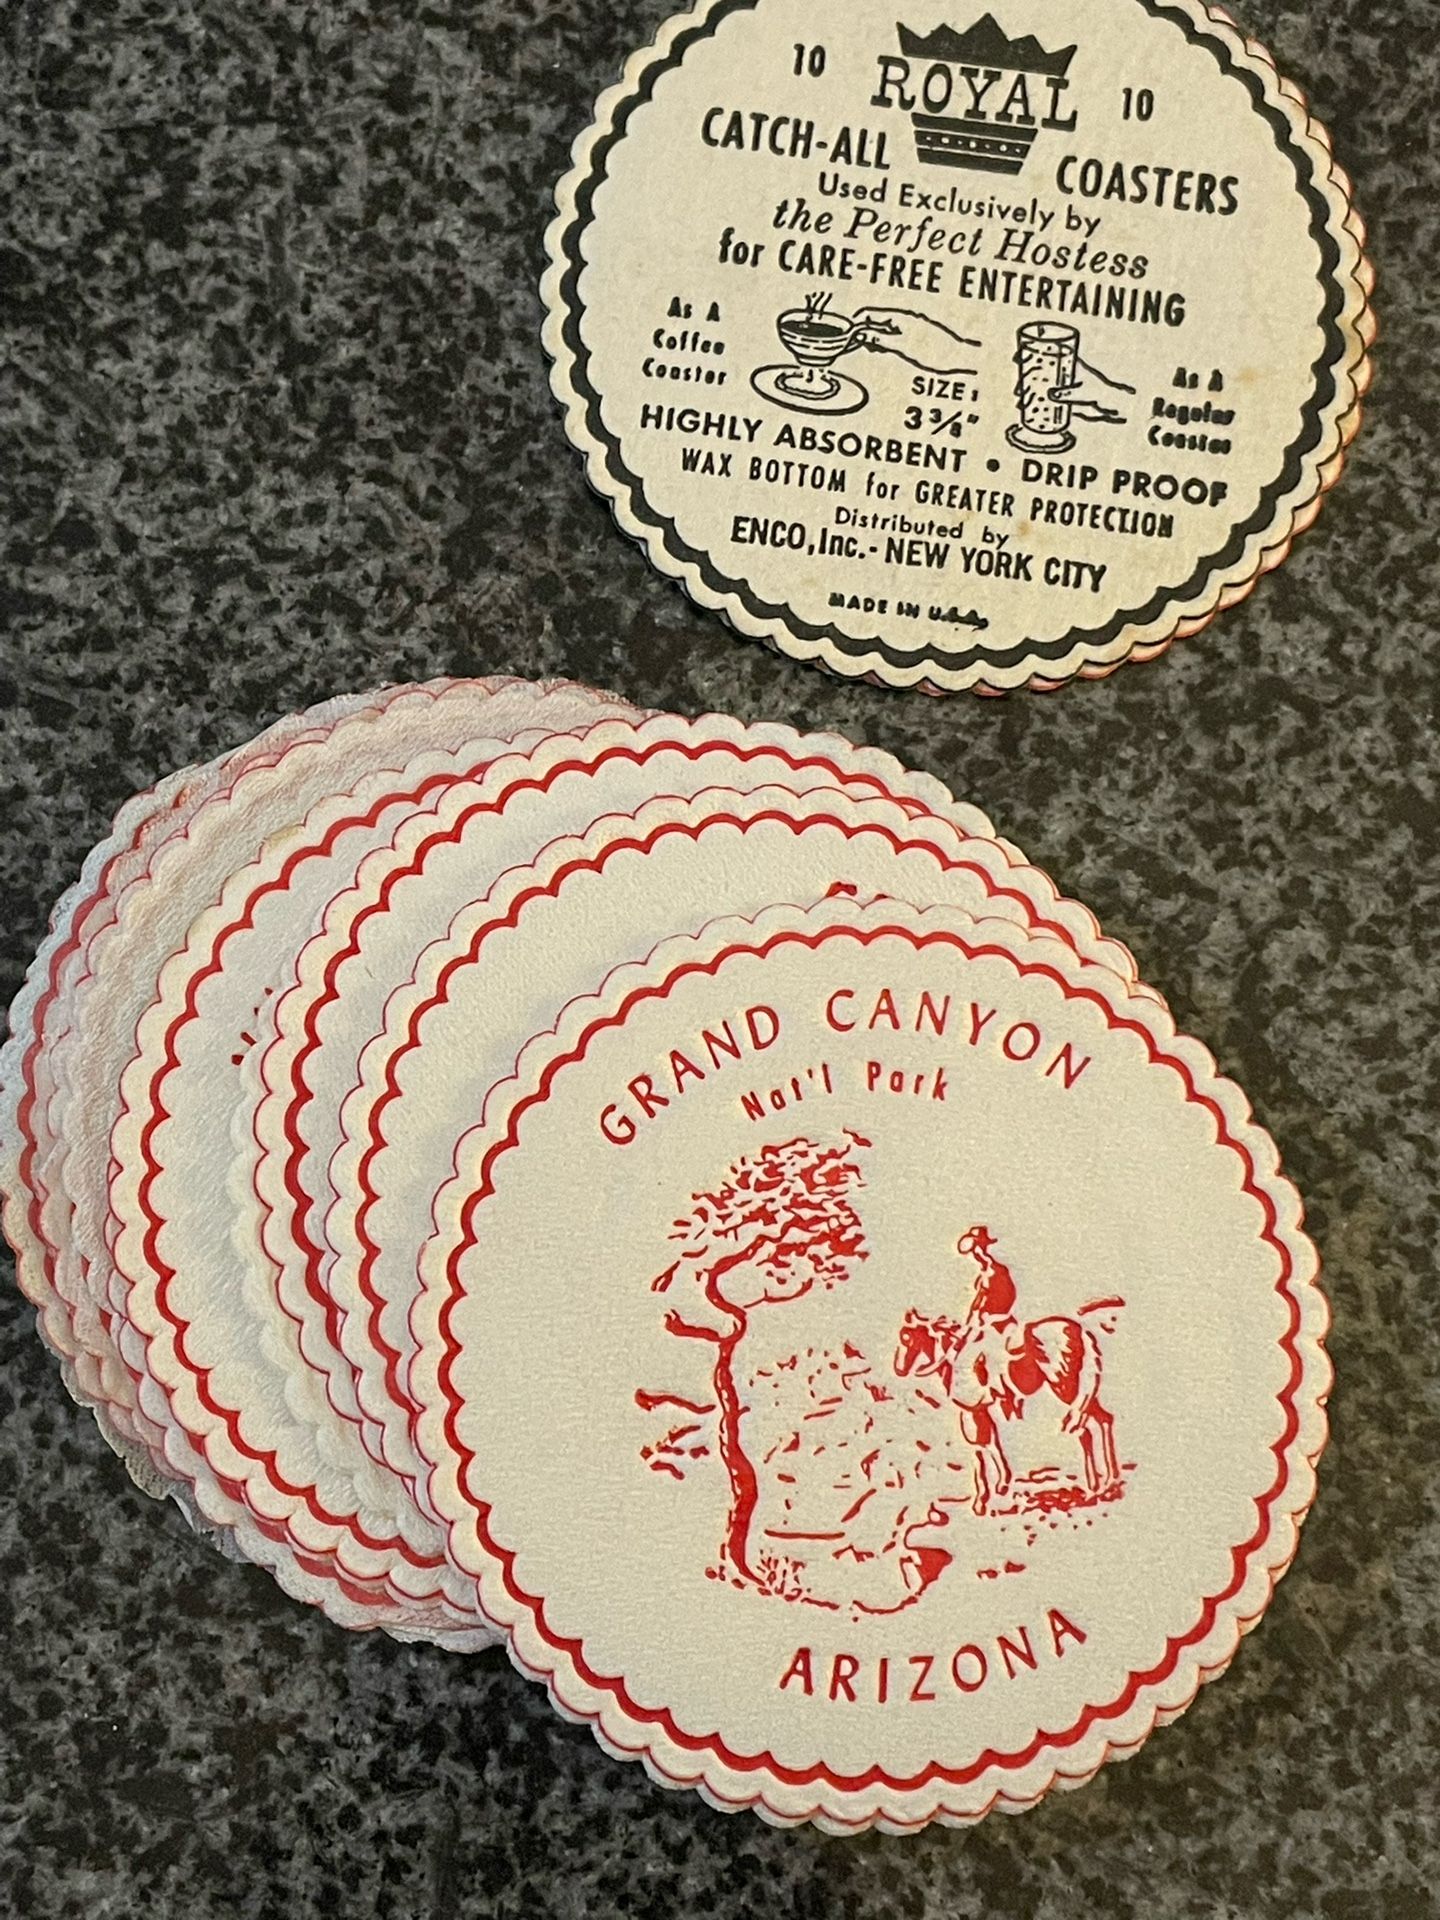 10 ROYAL 10
CATCH-ALL COASTERS
Used Exclusively by
the Perfect Hostess
for CARE-FREE ENTERTAINING
As A
Coffee
Coaster
SIZE:
3 3/8"
As A
Regular
Coaster
HIGHLY ABSORBENT • DRIP PROOF
WAX BOTTOM for GREATER PROTECTION
Distributed by
ENCO, Inc. - NEW YORK CITY
MADE IN U.S.A.
GRAND CANYON
Nat'l Park
ARIZONA